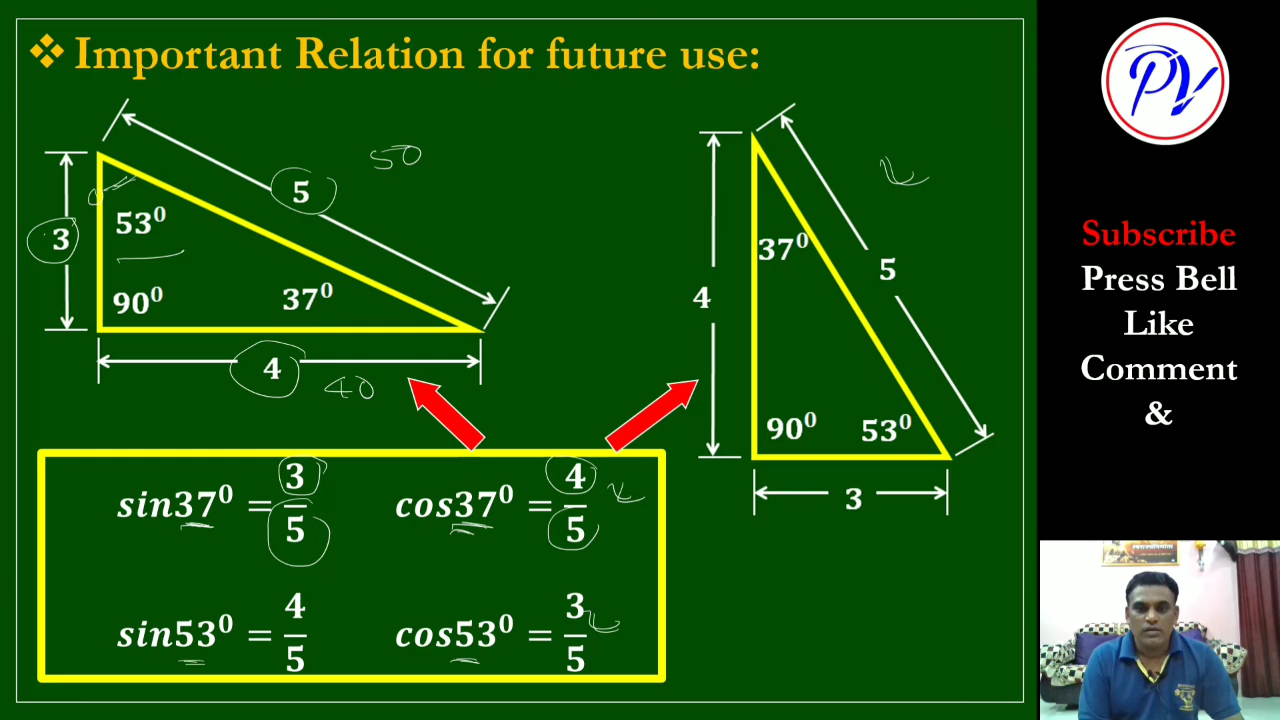 ❖ Important Relation for future use:
5
50
3
53⁰
90⁰
37⁰
4
40
37⁰
4
5
90⁰
53⁰
3
sin37⁰ = 3/5
cos37⁰ = 4/5
sin53⁰ = 4/5
cos53⁰ = 3/5
PV
Subscribe
Press Bell
Like
Comment
&